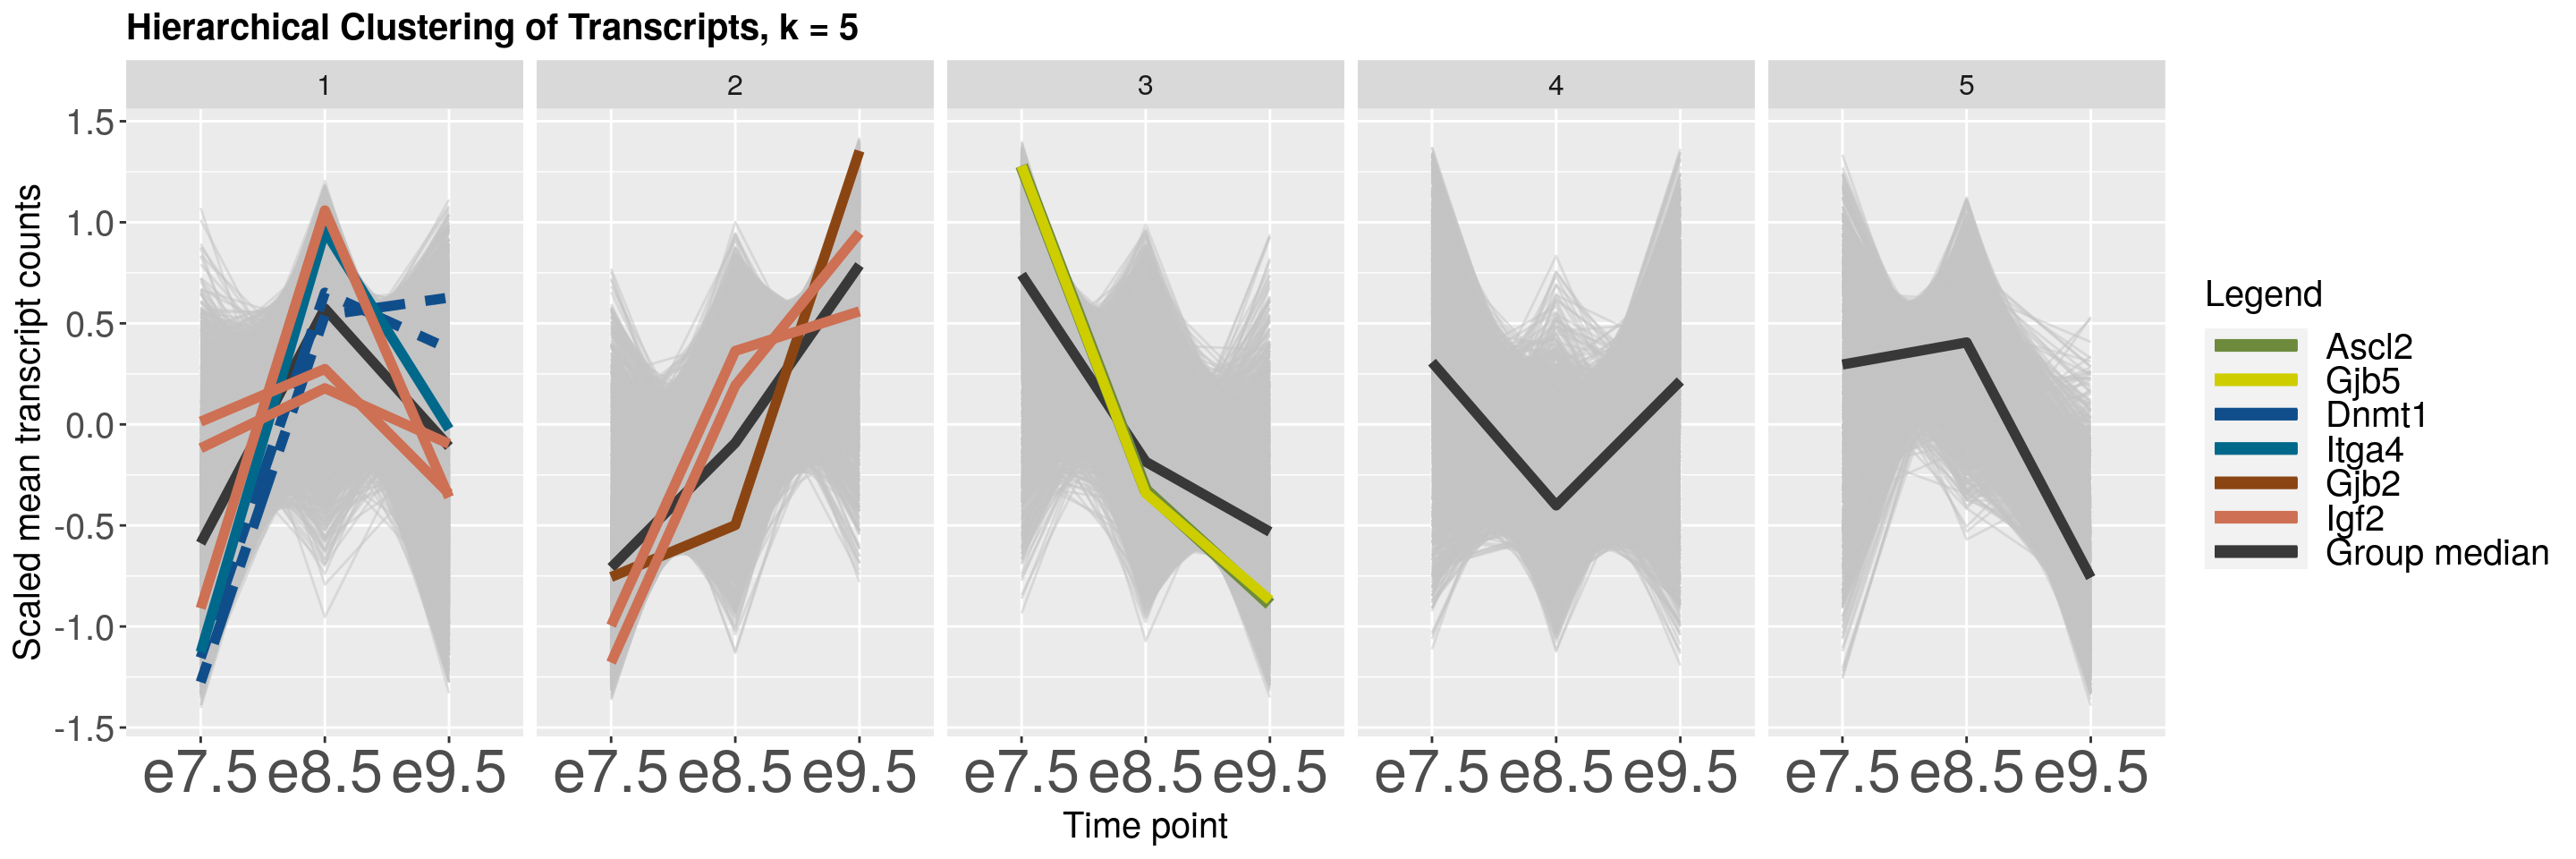 Hierarchical Clustering of Transcripts, k = 5
1 2 3 4 5
Scaled mean transcript counts
1.5
1.0
0.5
0.0
-0.5
-1.0
-1.5
e7.5 e8.5 e9.5 e7.5 e8.5 e9.5 e7.5 e8.5 e9.5 e7.5 e8.5 e9.5 e7.5 e8.5 e9.5
Time point
Legend
Ascl2
Gjb5
Dnmt1
Itga4
Gjb2
Igf2
Group median